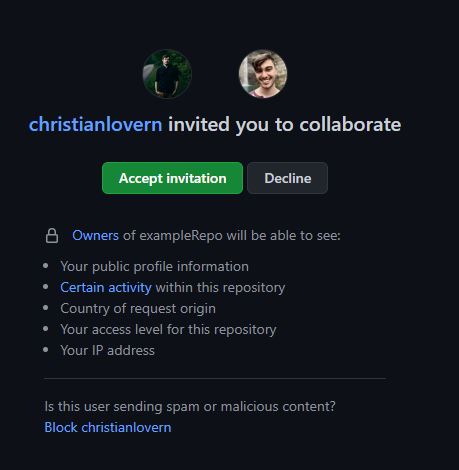 christianlovern invited you to collaborate
Accept invitation Decline
Owners of exampleRepo will be able to see:
• Your public profile information
• Certain activity within this repository
• Country of request origin
• Your access level for this repository
• Your IP address
Is this user sending spam or malicious content?
Block christianlovern